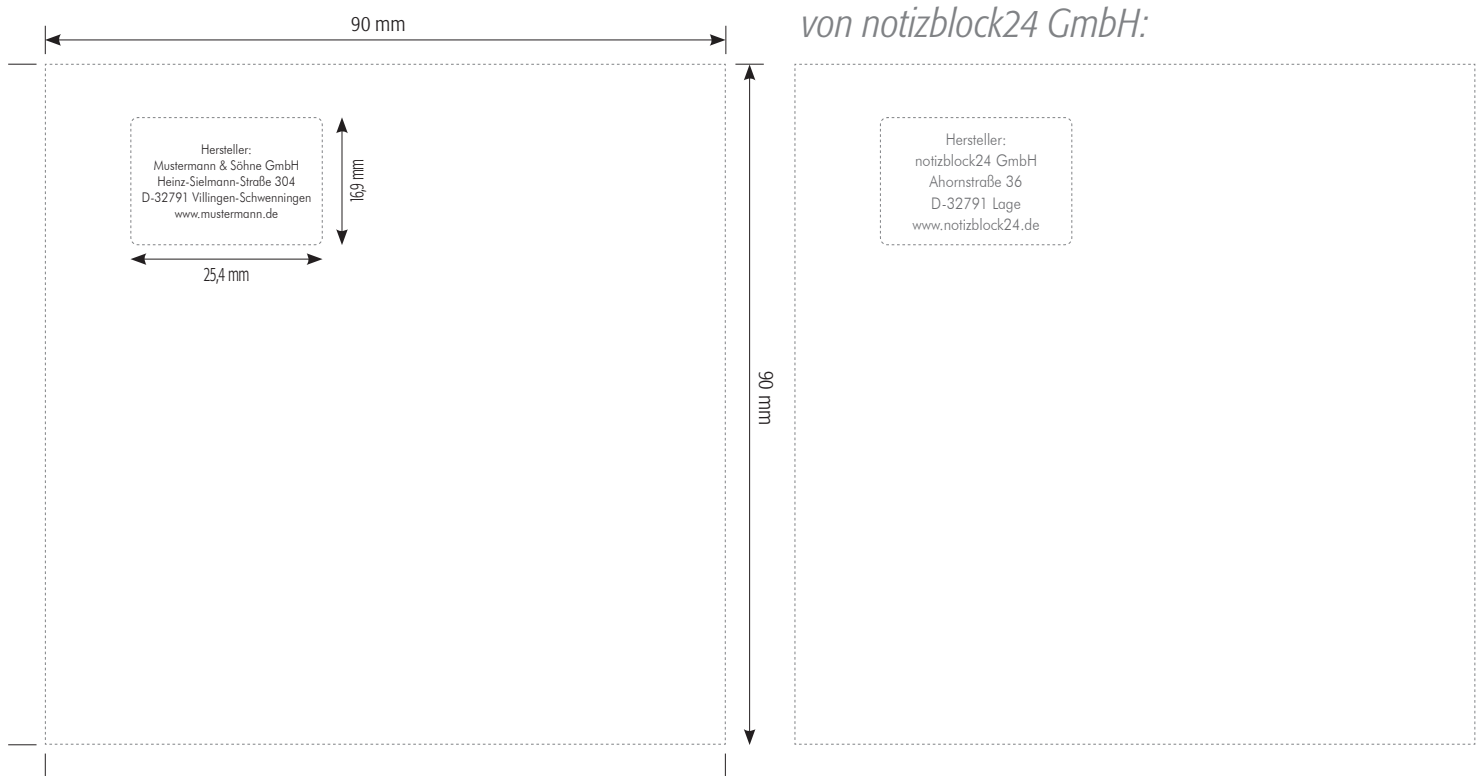 90 mm
von notizblock24 GmbH:
Hersteller:
Mustermann & Söhne GmbH
Heinz-Sielmann-Straße 304
D-32791 Villingen-Schwenningen
www.mustermann.de
16,9 mm
25,4 mm
90 mm
Hersteller:
notizblock24 GmbH
Ahornstraße 36
D-32791 Lage
www.notizblock24.de